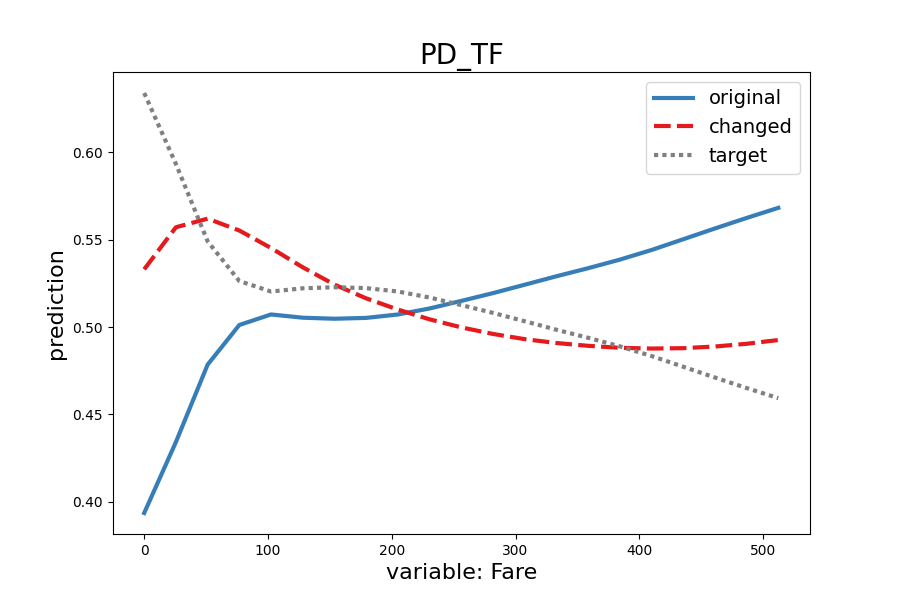 PD_TF
original
changed
target
0.60
0.55
0.50
0.45
0.40
prediction
0 100 200 300 400 500
variable: Fare